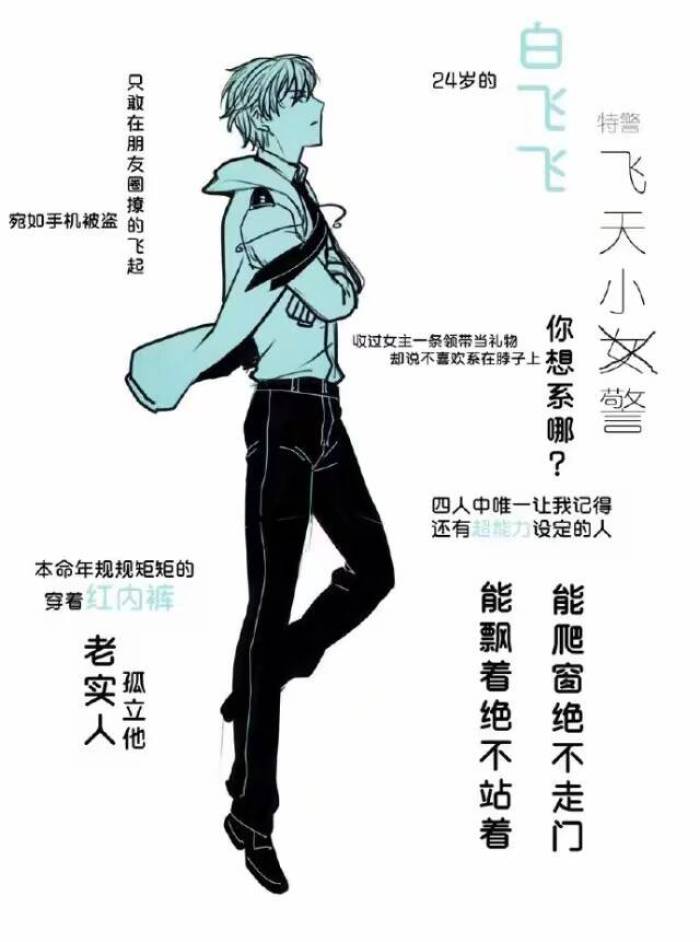 24岁的
白飞飞
特警
飞天小女警
只敢在朋友圈撩的飞起
宛如手机被盗
收过女主一条领带当礼物
却说不喜欢系在脖子上
你想系哪？
四人中唯一让我记得
还有超能力设定的人
本命年规规矩矩的
穿着红内裤
老实人
孤立他
能爬窗绝不走门
能飘着绝不站着